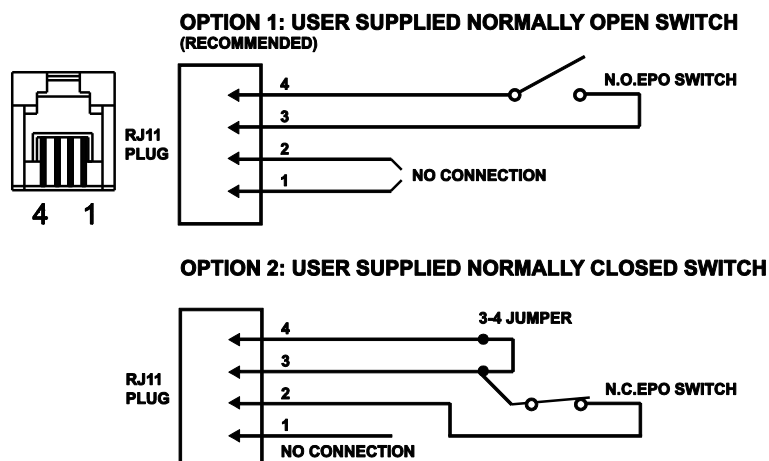 OPTION 1: USER SUPPLIED NORMALLY OPEN SWITCH
(RECOMMENDED)
4
N.O.EPO SWITCH
3
RJ11
PLUG
2
1
NO CONNECTION
4 1
OPTION 2: USER SUPPLIED NORMALLY CLOSED SWITCH
4
3-4 JUMPER
3
RJ11
PLUG
2
N.C.EPO SWITCH
1
NO CONNECTION